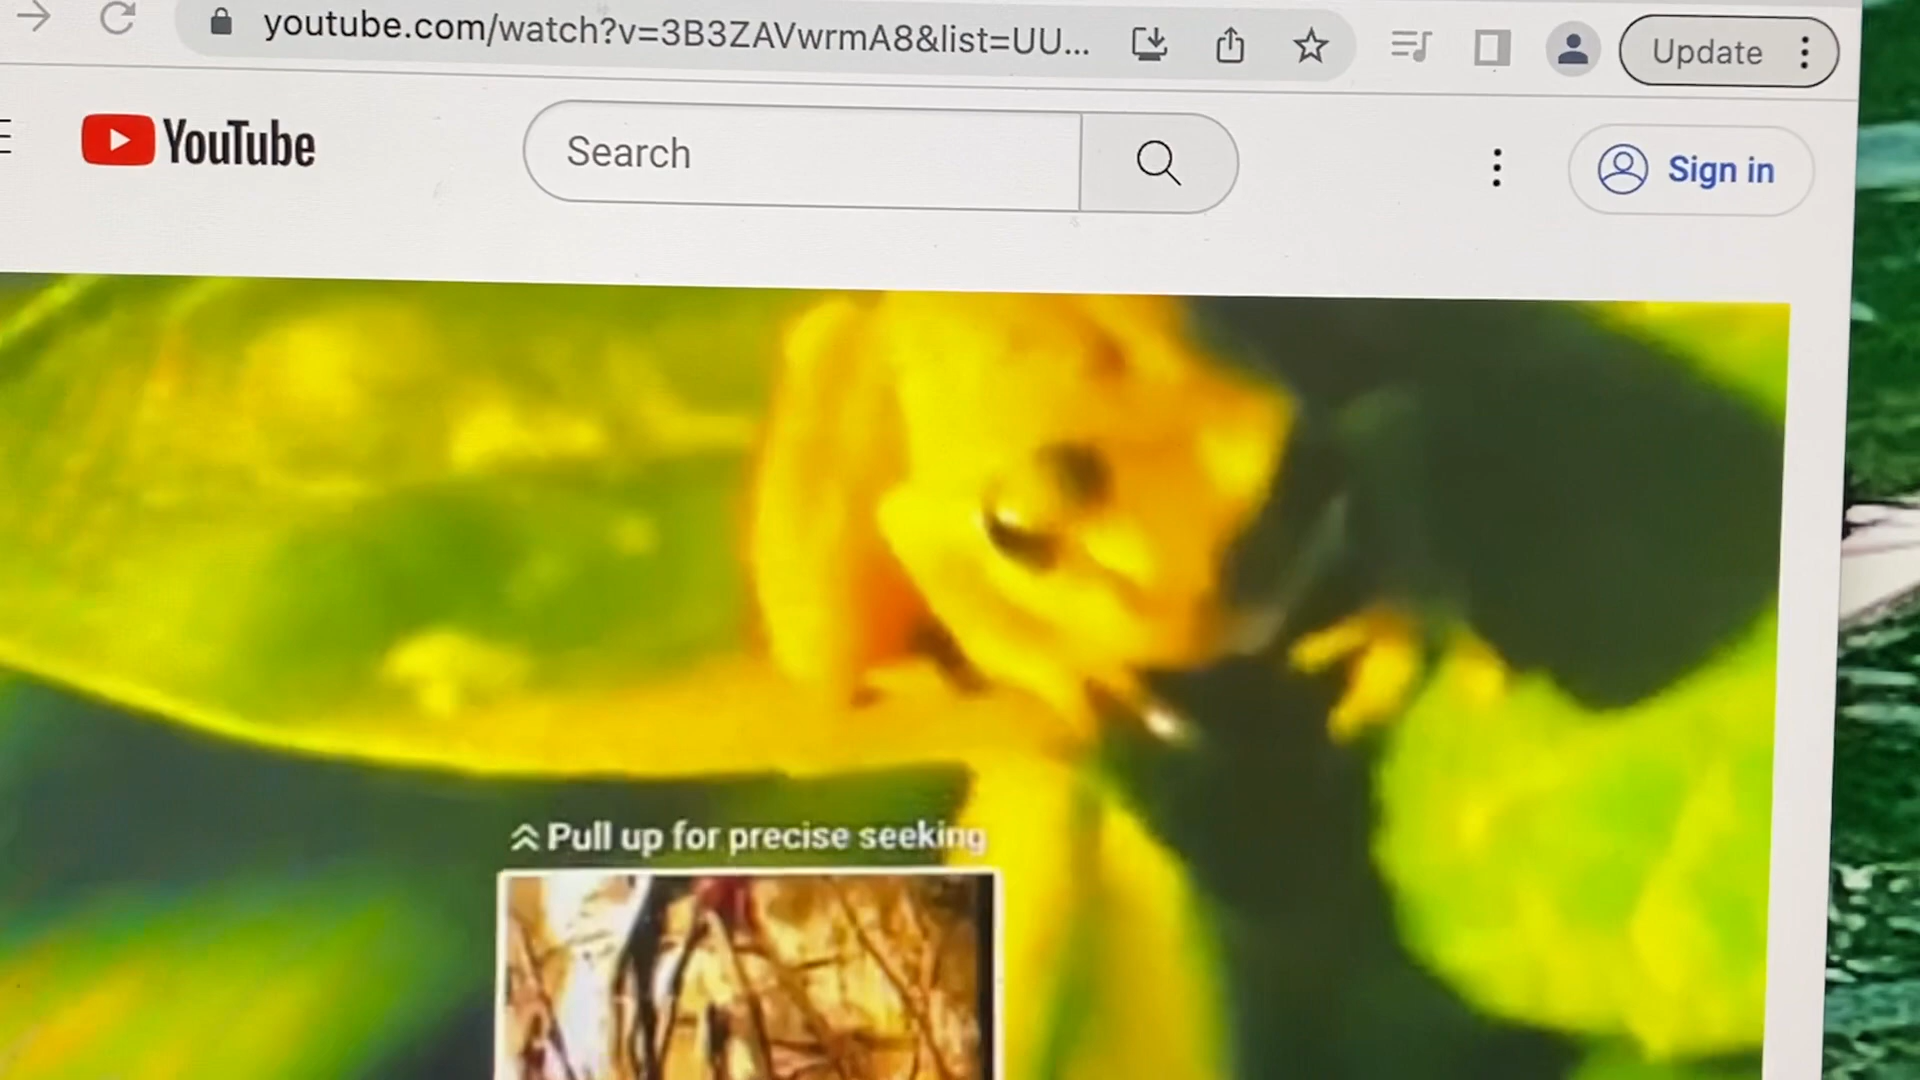 youtube.com/watch?v=3B3ZAVwrmA8&list=UU...
Update
YouTube
Search
Sign in
Pull up for precise seeking